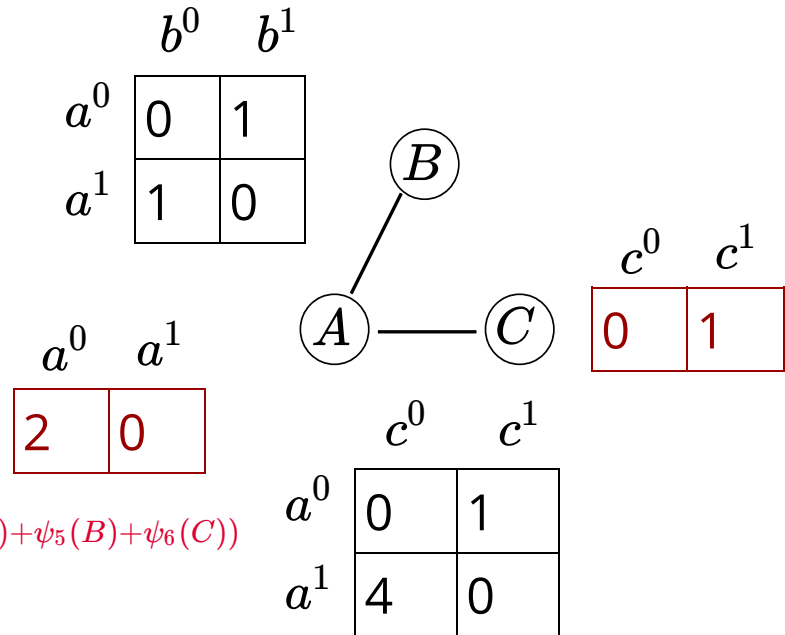 b⁰ b¹
a⁰ 0 1
a¹ 1 0
B
A
C
c⁰ c¹
0 1
a⁰ a¹
2 0
c⁰ c¹
a⁰ 0 1
a¹ 4 0
)+ψ₅(B)+ψ₆(C))